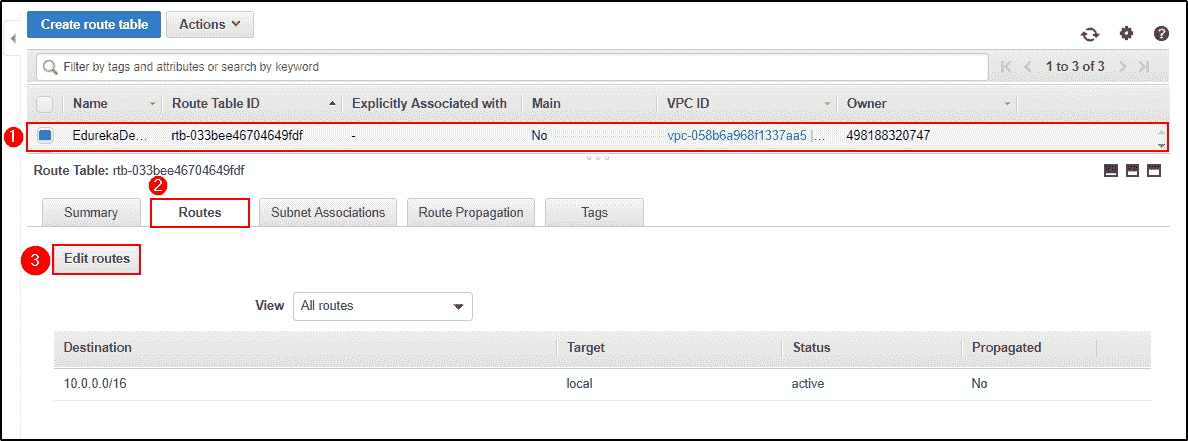 Create route table Actions
Filter by tags and attributes or search by keyword 1 to 3 of 3
Name Route Table ID Explicitly Associated with Main VPC ID Owner
1 EdurekaDe... rtb-033bee46704649fdf - No vpc-058b6a968f1337aa5 |... 498188320747
Route Table: rtb-033bee46704649fdf
2
Summary Routes Subnet Associations Route Propagation Tags
3 Edit routes
View All routes
Destination Target Status Propagated
10.0.0.0/16 local active No